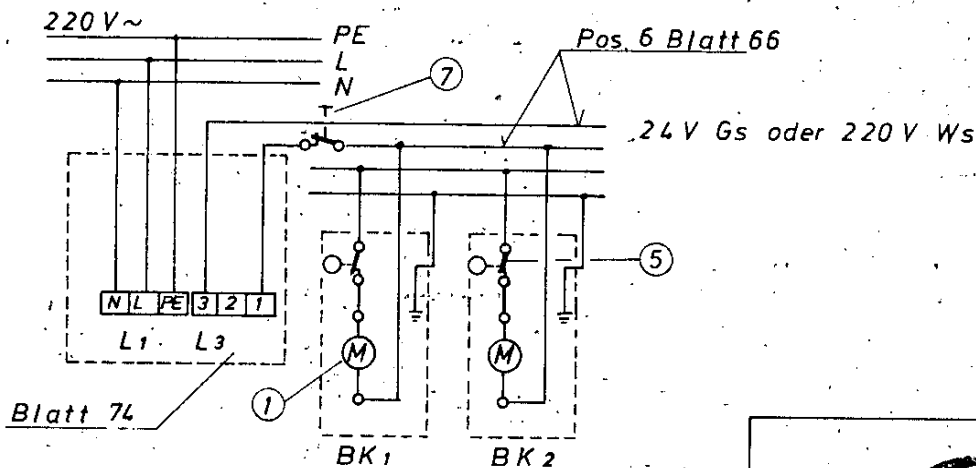 220 V ~
PE
L
N
Pos. 6 Blatt 66
7
24 V Gs oder 220 V Ws
5
N L PE 3 2 1
L1. L3
M M
1
Blatt 74
BK1 BK2